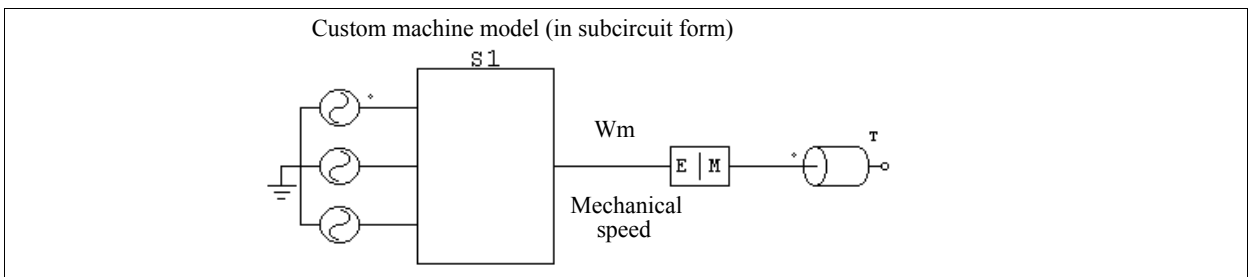 Custom machine model (in subcircuit form)
S1
Wm
T
E | M
Mechanical
speed